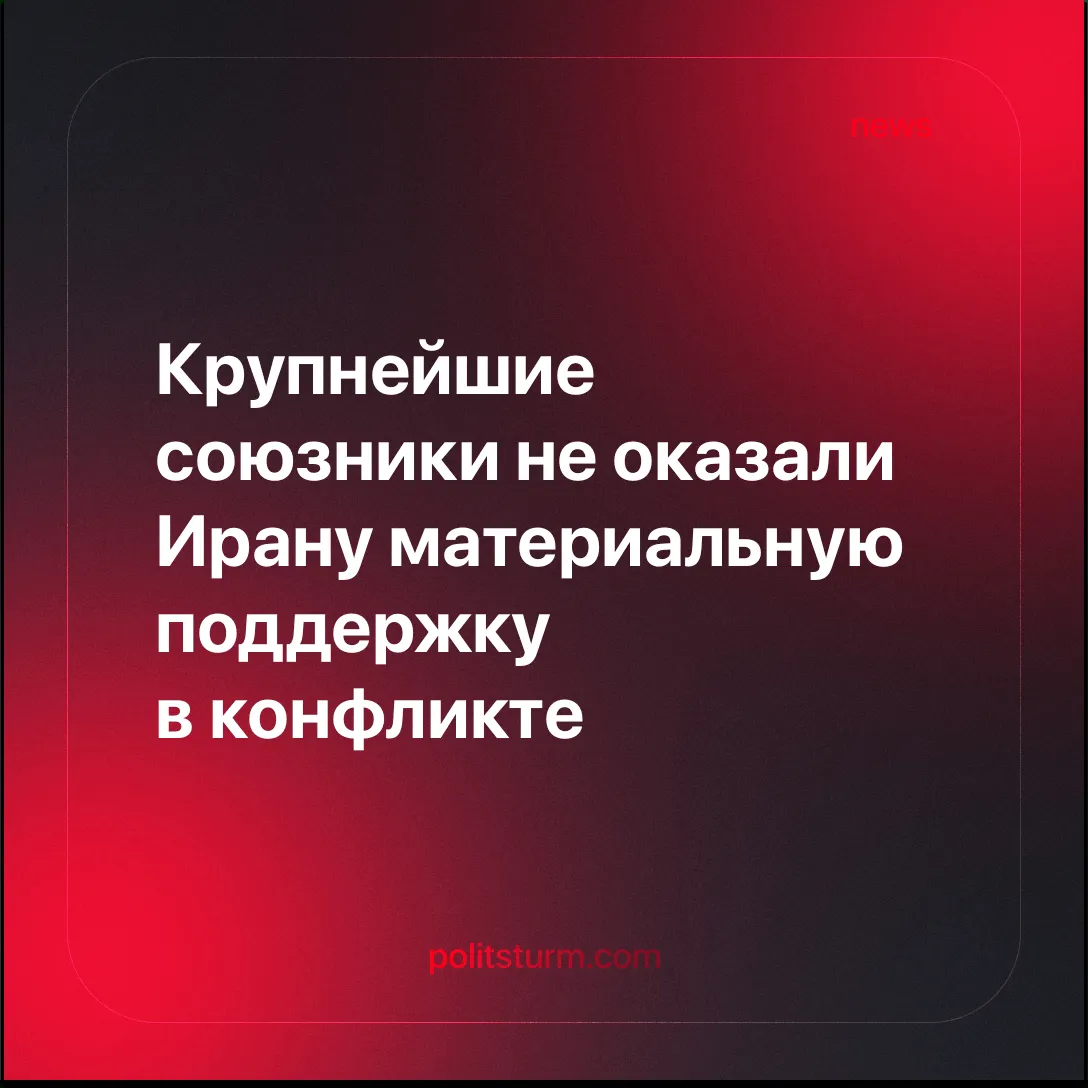 news
Крупнейшие
союзники не оказали
Ирану материальную
поддержку
в конфликте
politsturm.com